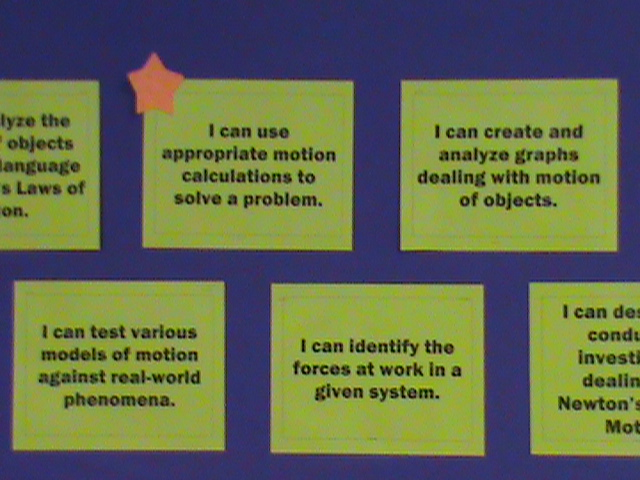 lyze the
objects
language
s Laws of
on.
I can use
appropriate motion
calculations to
solve a problem.
I can create and
analyze graphs
dealing with motion
of objects.
I can test various
models of motion
against real-world
phenomena.
I can identify the
forces at work in a
given system.
I can des
condu
investi
dealin
Newton's
Mot